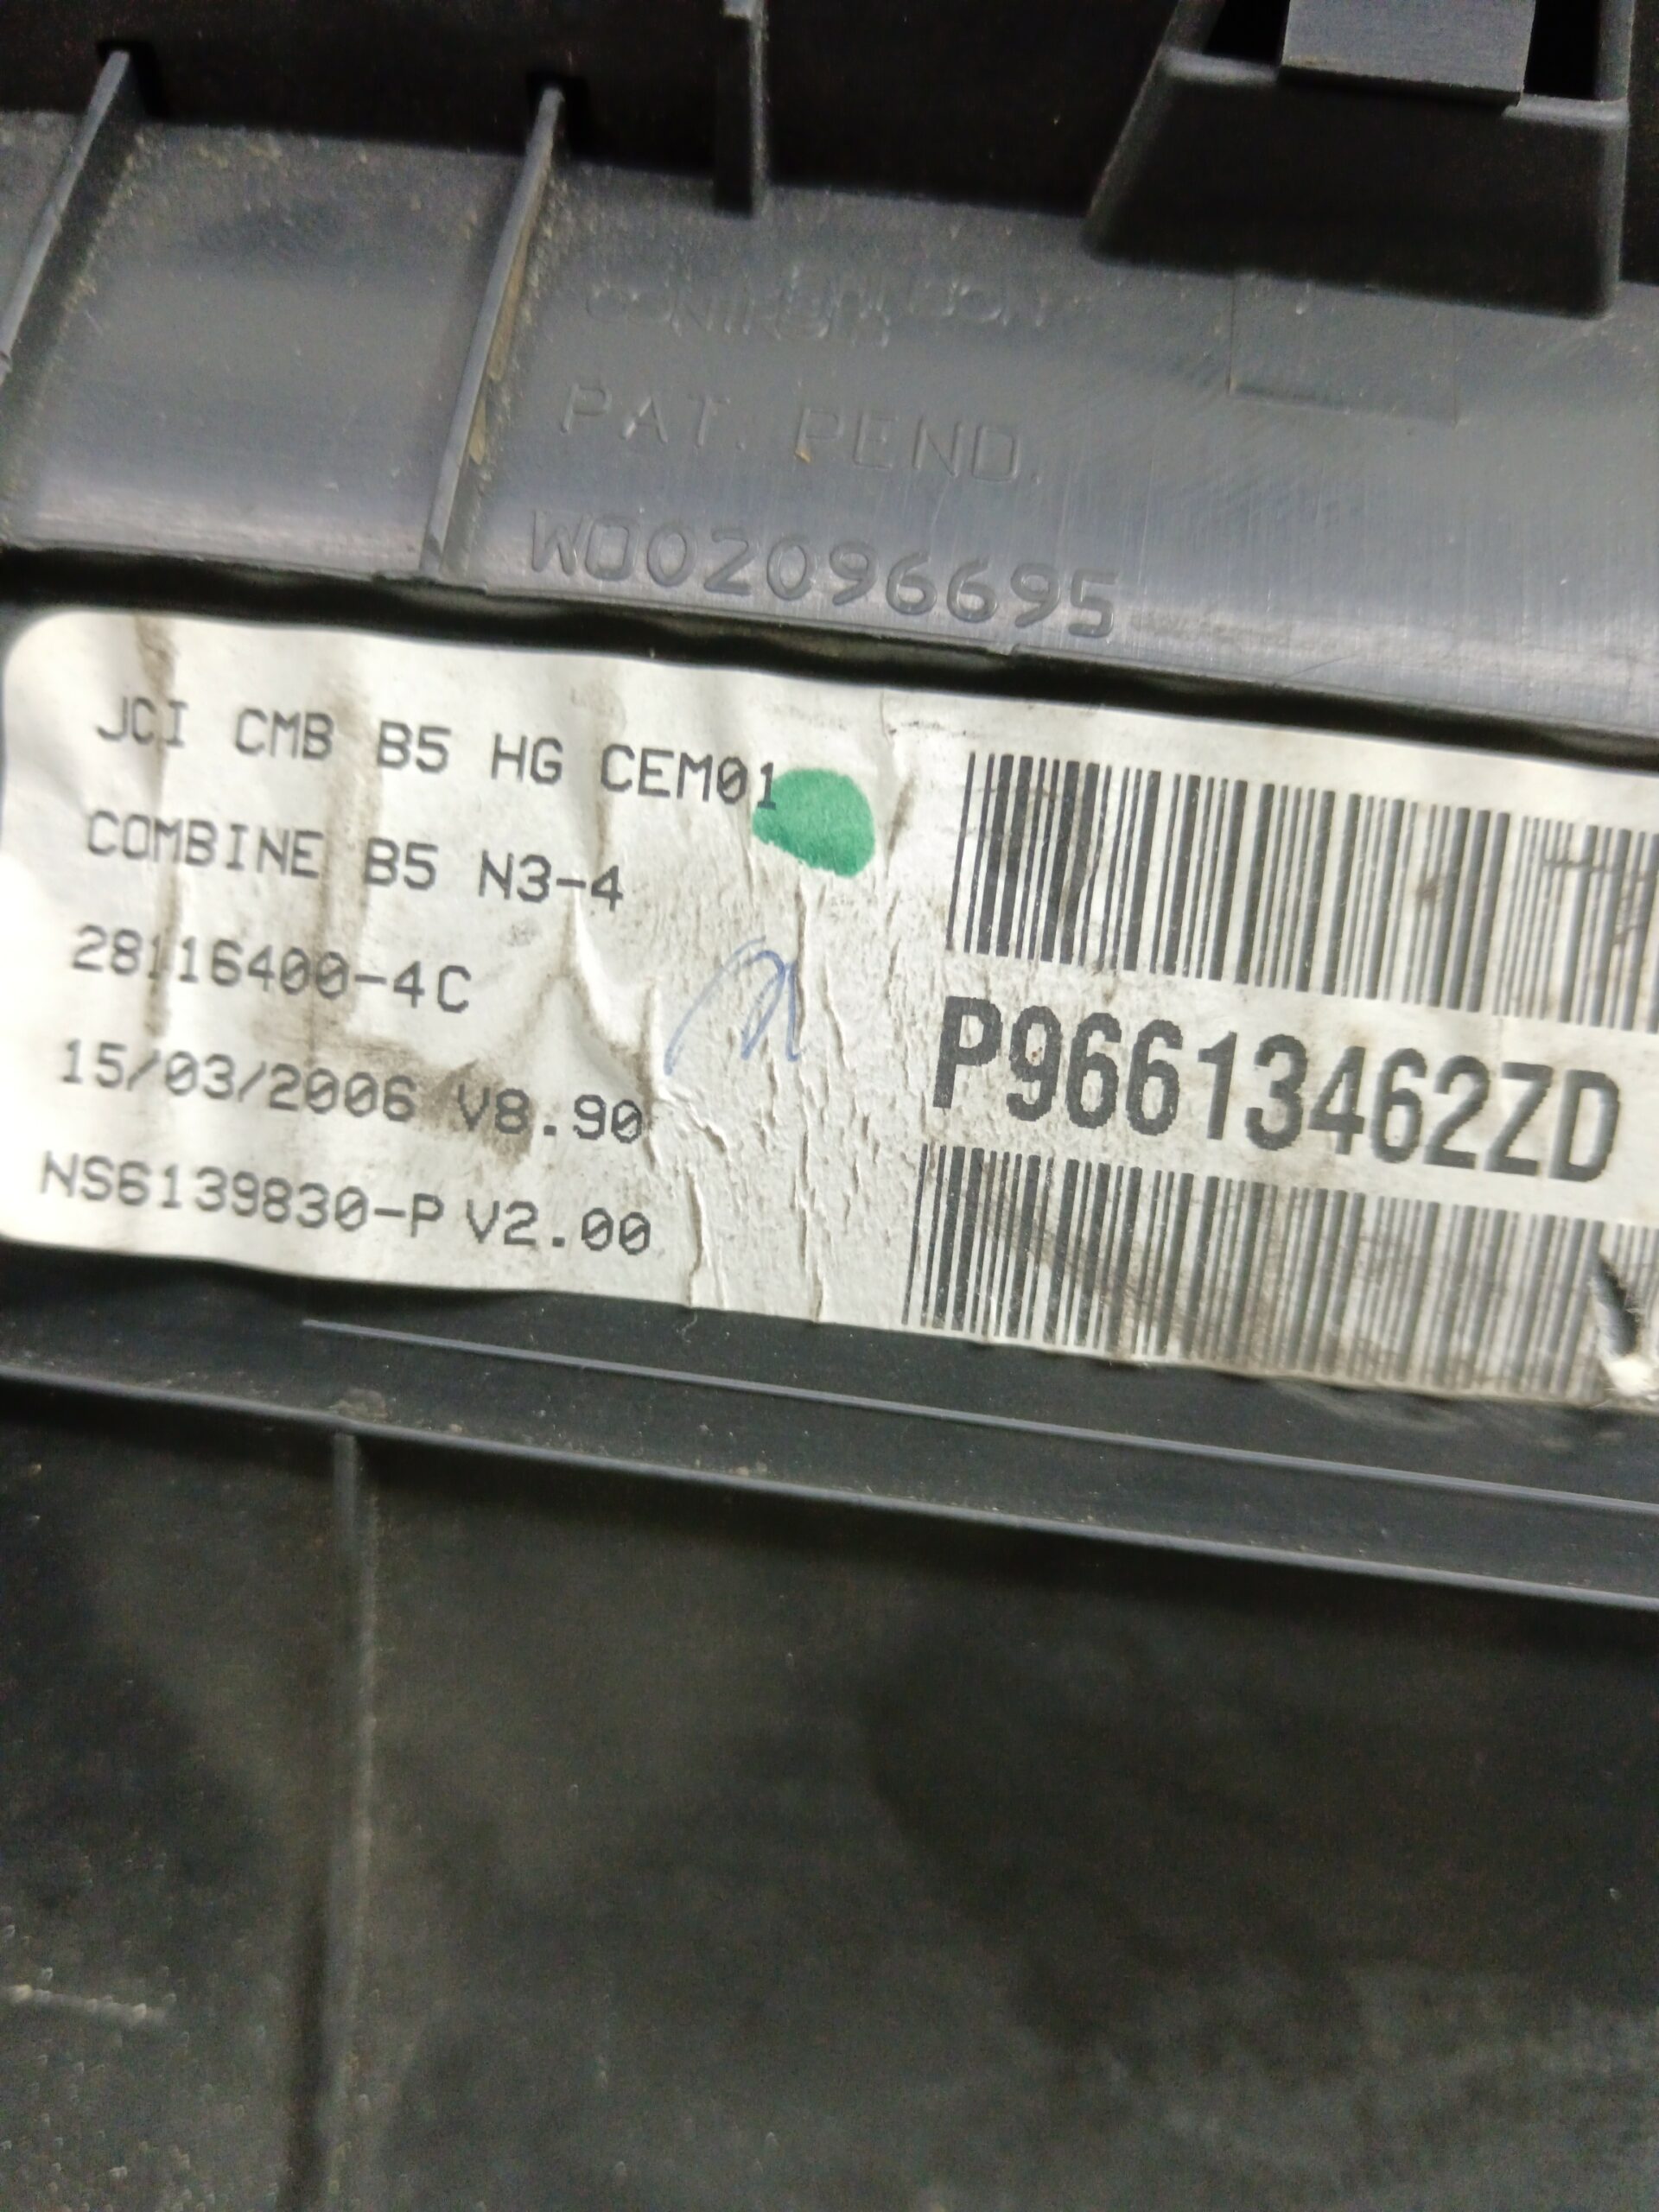 PAT. PEND.
WO02096695
JCI CMB B5 HG CEM01
COMBINE B5 N3-4
28116400-4C
15/03/2006 V8.90
NS6139830-P V2.00
P96613462ZD